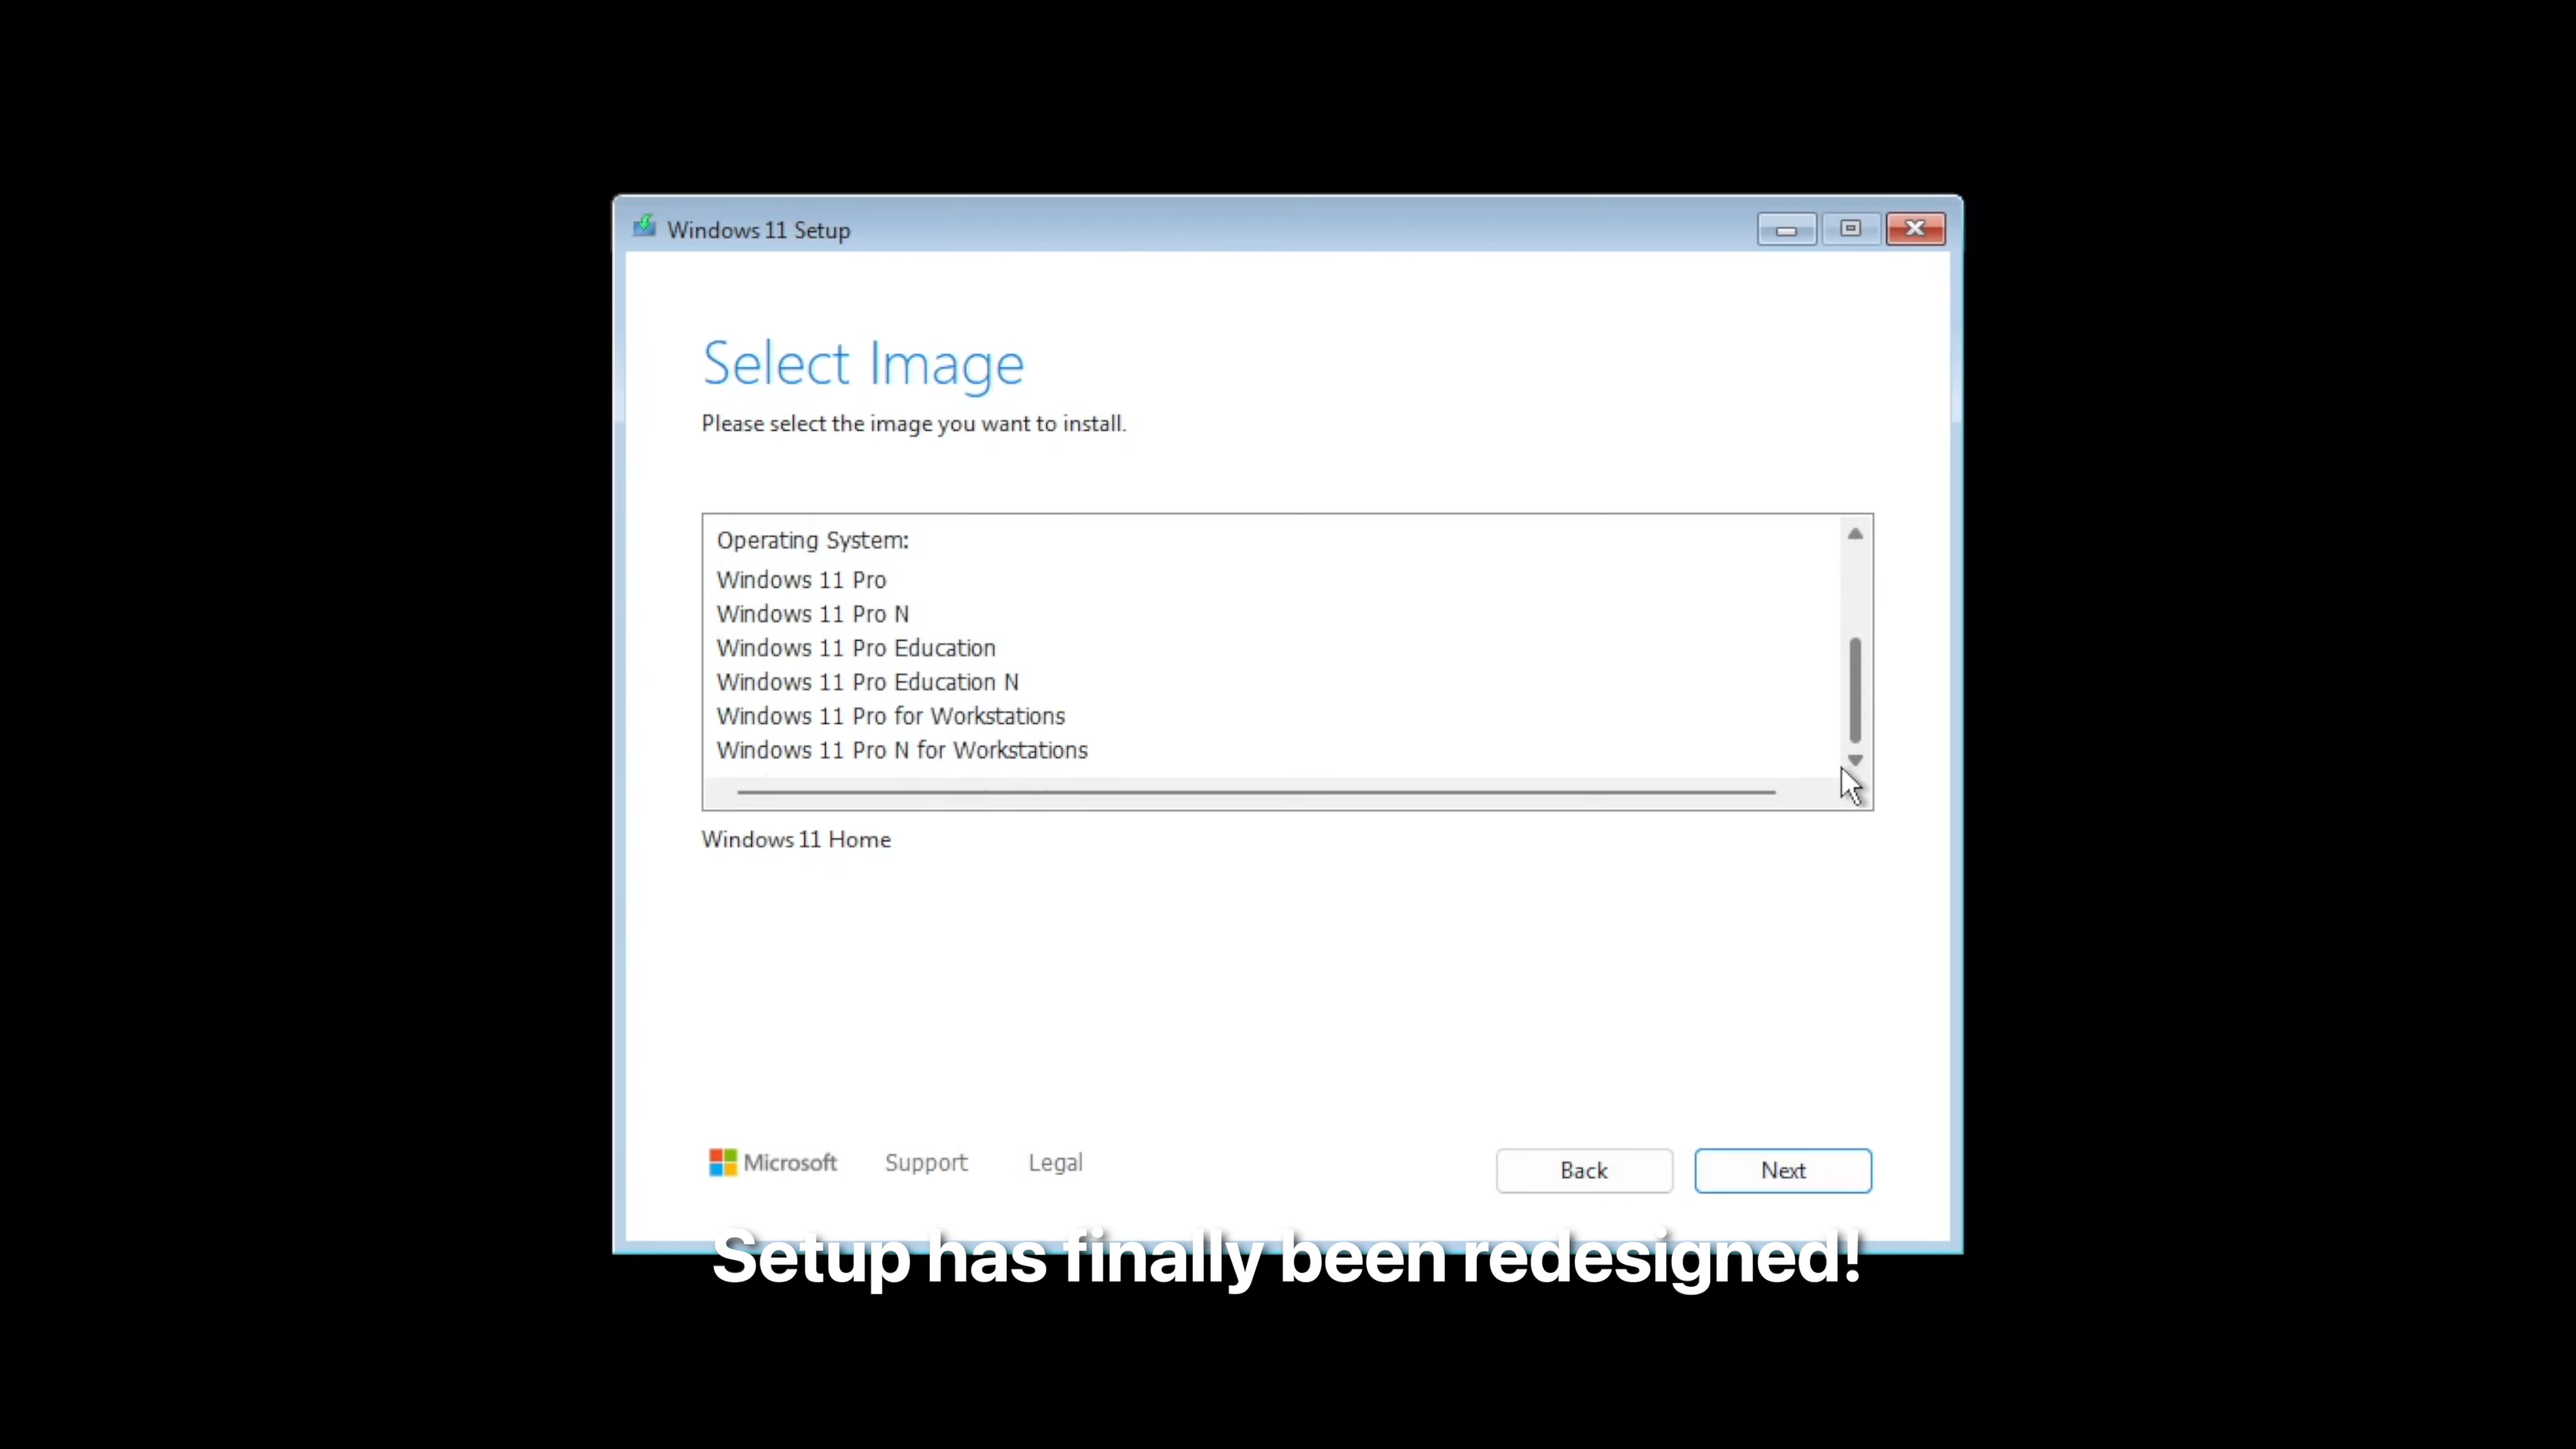 Windows 11 Setup
Select Image
Please select the image you want to install.
Operating System:
Windows 11 Pro
Windows 11 Pro N
Windows 11 Pro Education
Windows 11 Pro Education N
Windows 11 Pro for Workstations
Windows 11 Pro N for Workstations
Windows 11 Home
Microsoft Support Legal Back Next
Setup has finally been redesigned!